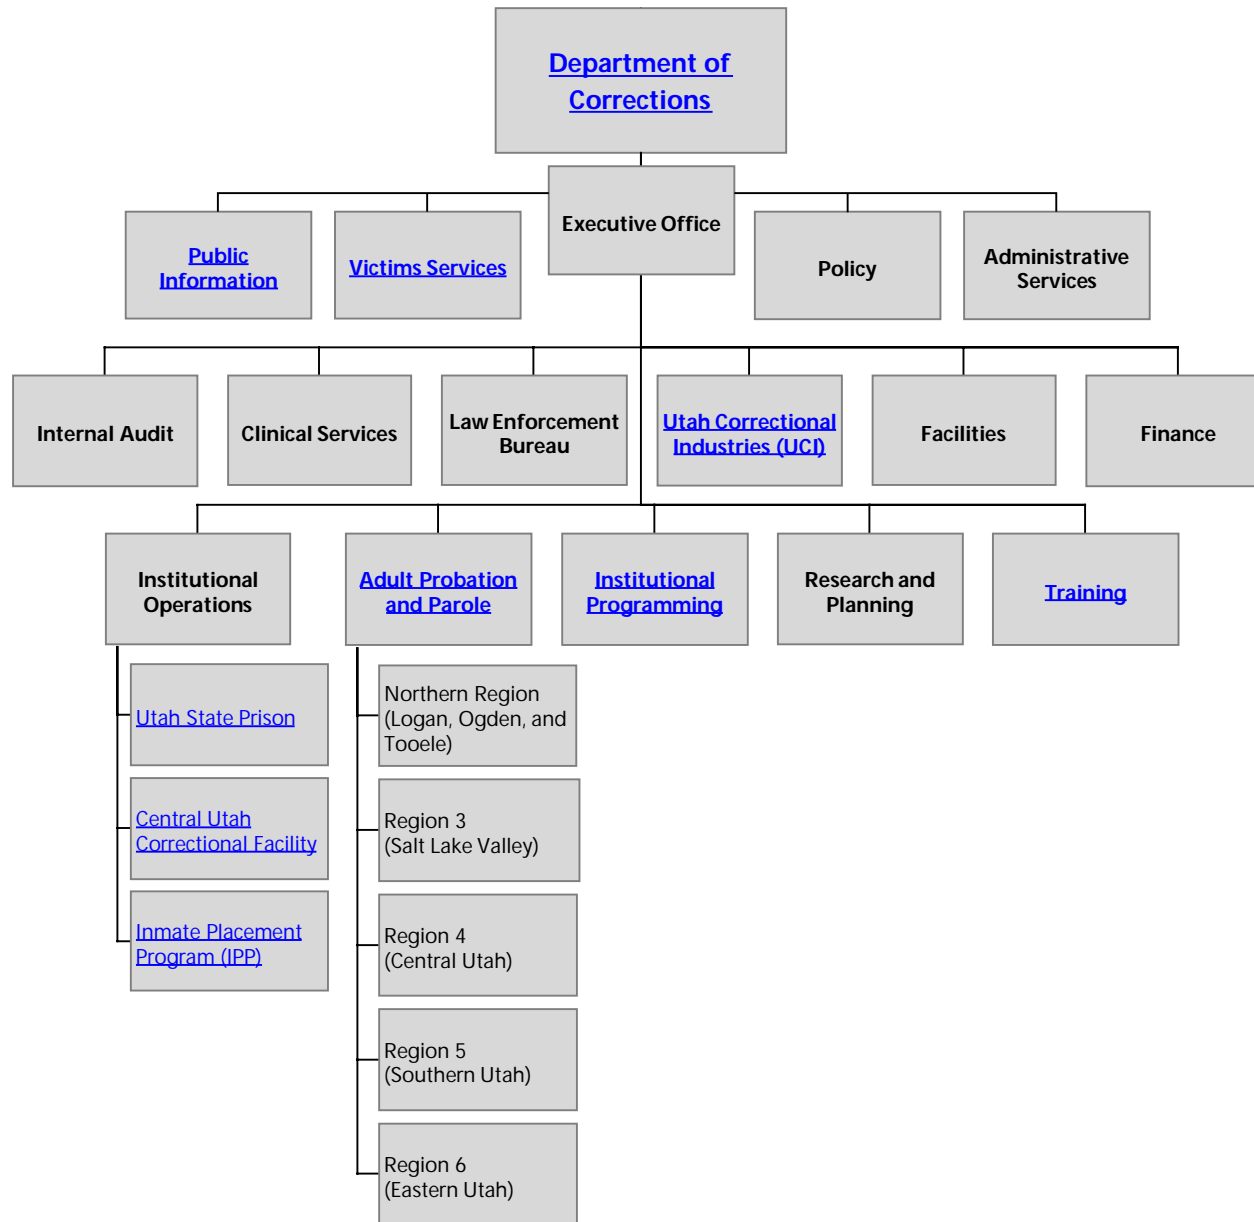 Department of
Corrections
Executive Office
Public
Information
Victims Services
Policy
Administrative
Services
Internal Audit
Clinical Services
Law Enforcement
Bureau
Utah Correctional
Industries (UCI)
Facilities
Finance
Institutional
Operations
Adult Probation
and Parole
Institutional
Programming
Research and
Planning
Training
Utah State Prison
Central Utah
Correctional Facility
Inmate Placement
Program (IPP)
Northern Region
(Logan, Ogden, and
Tooele)
Region 3
(Salt Lake Valley)
Region 4
(Central Utah)
Region 5
(Southern Utah)
Region 6
(Eastern Utah)